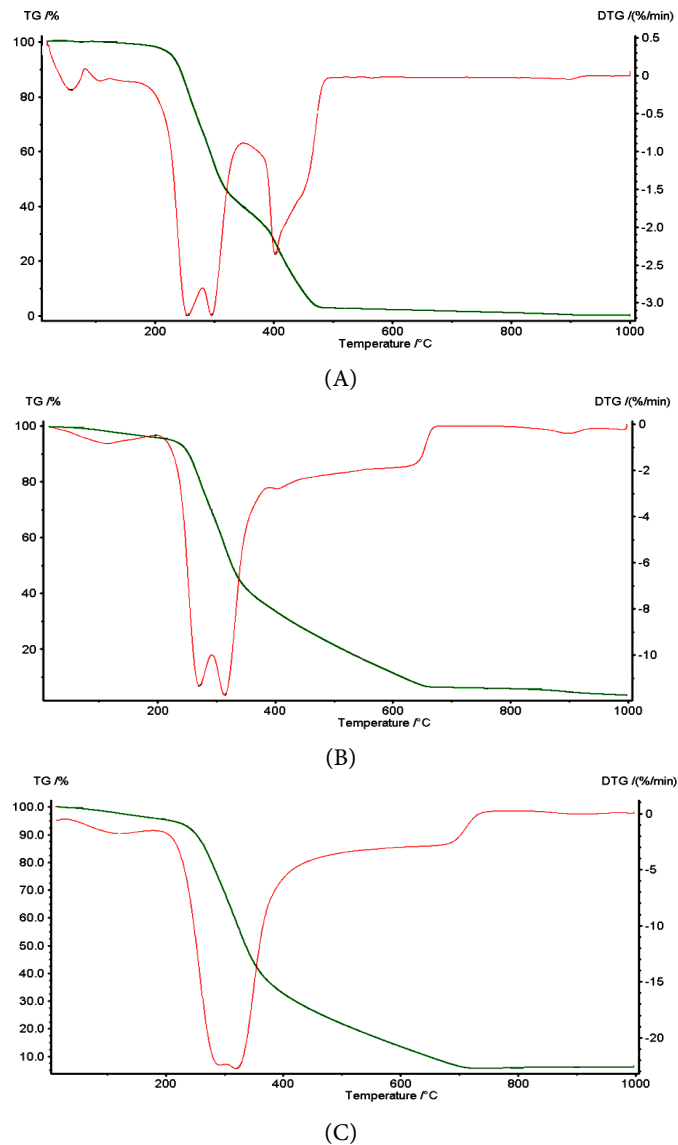 TG /% DTG /(%/min)
0.5
100
0
80 -0.5
-1.0
60
-1.5
40
-2.0
20 -2.5
-3.0
0
200 400 600 800 1000
Temperature /°C
(A)
TG /% DTG /(%/min)
100 0
80 -2
-4
60
-6
40
-8
20 -10
200 400 600 800 1000
Temperature /°C
(B)
TG /% DTG /(%/min)
100.0 0
90.0
80.0 -5
70.0
60.0 -10
50.0
40.0 -15
30.0
20.0 -20
10.0
200 400 600 800 1000
Temperature /°C
(C)